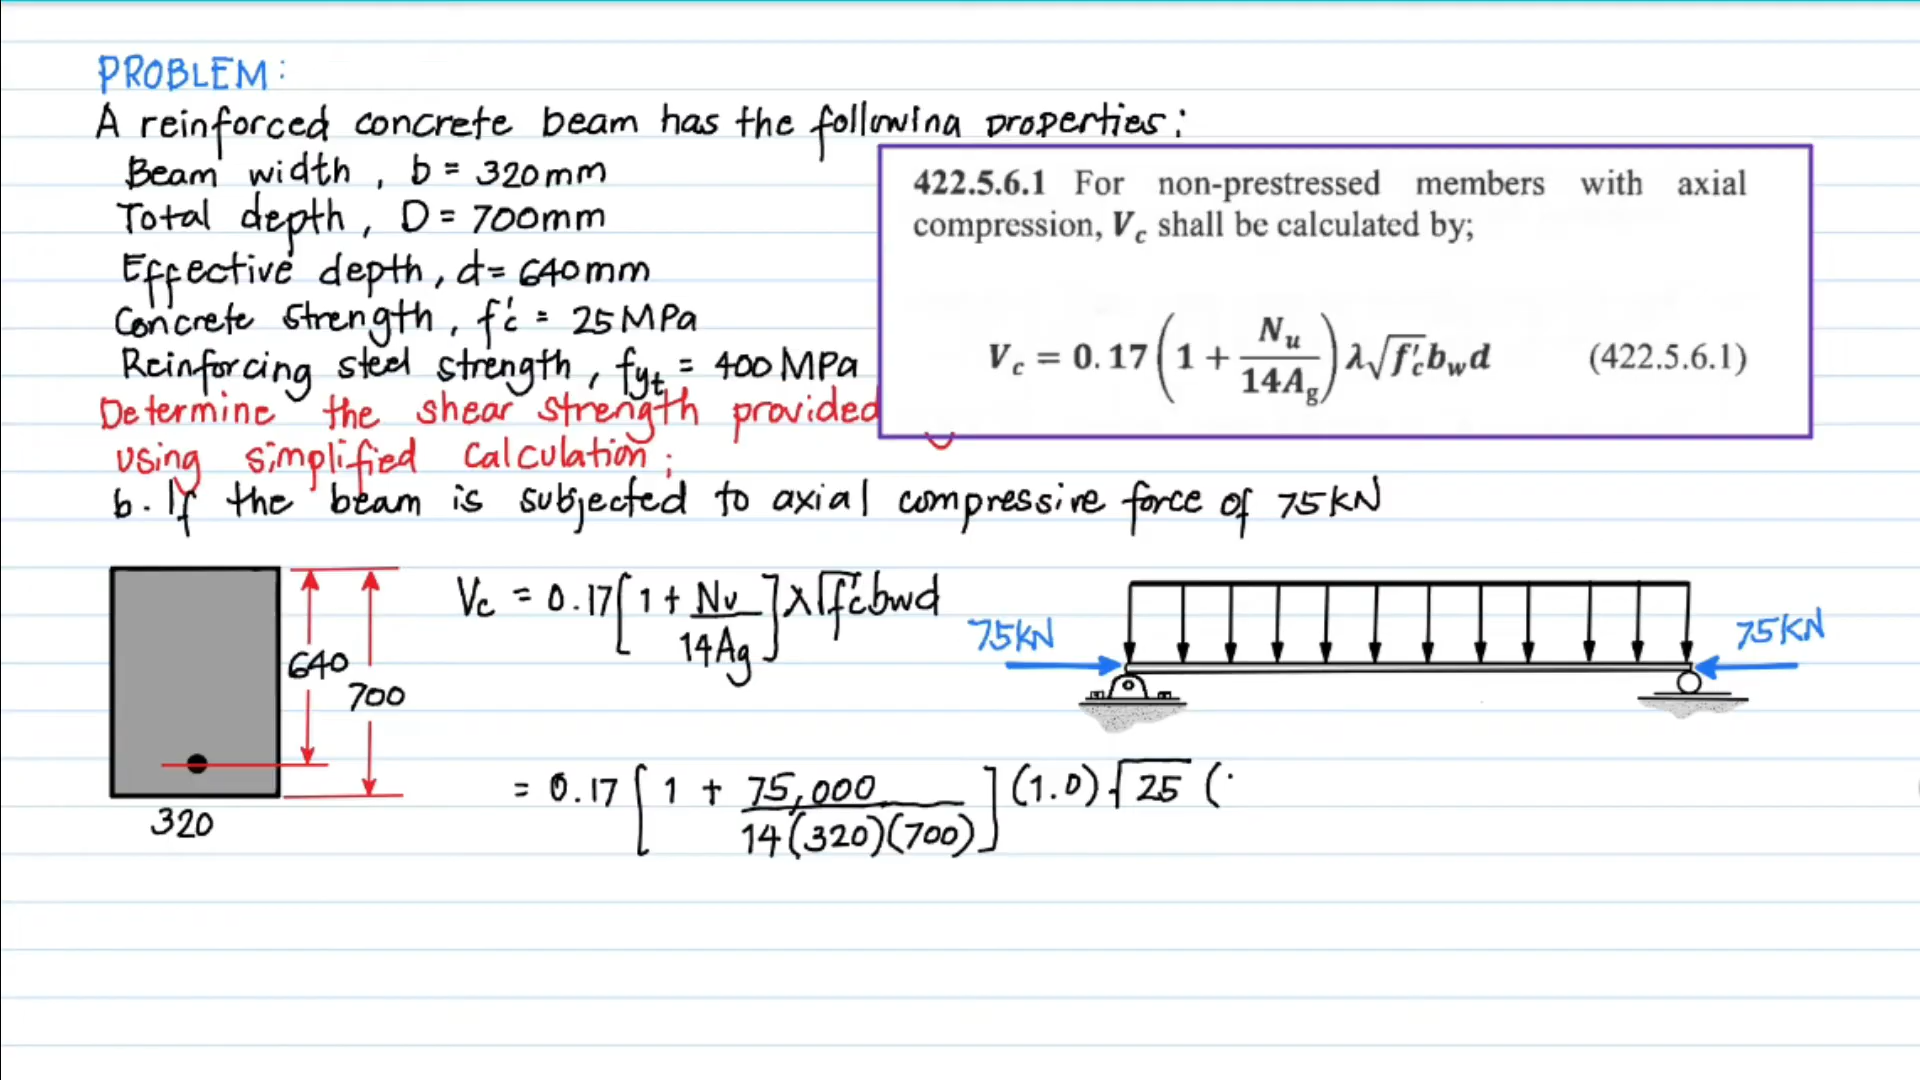 PROBLEM:
A reinforced concrete beam has the following properties:
Beam width, b = 320mm
Total depth, D = 700mm
Effective depth, d = 640mm
Concrete strength, f'c = 25 MPa
Reinforcing steel strength, fyt = 400 MPa
Determine the shear strength provided
using simplified calculation:
b. If the beam is subjected to axial compressive force of 75kN
422.5.6.1 For non-prestressed members with axial
compression, Vc shall be calculated by;
Vc = 0.17(1 + Nu/14Ag)λ√f'c bwd (422.5.6.1)
640
700
320
Vc = 0.17[1 + Nu/14Ag]λ√f'c bwd
75kN
75kN
= 0.17[1 + 75,000/14(320)(700)](1.0)√25 (